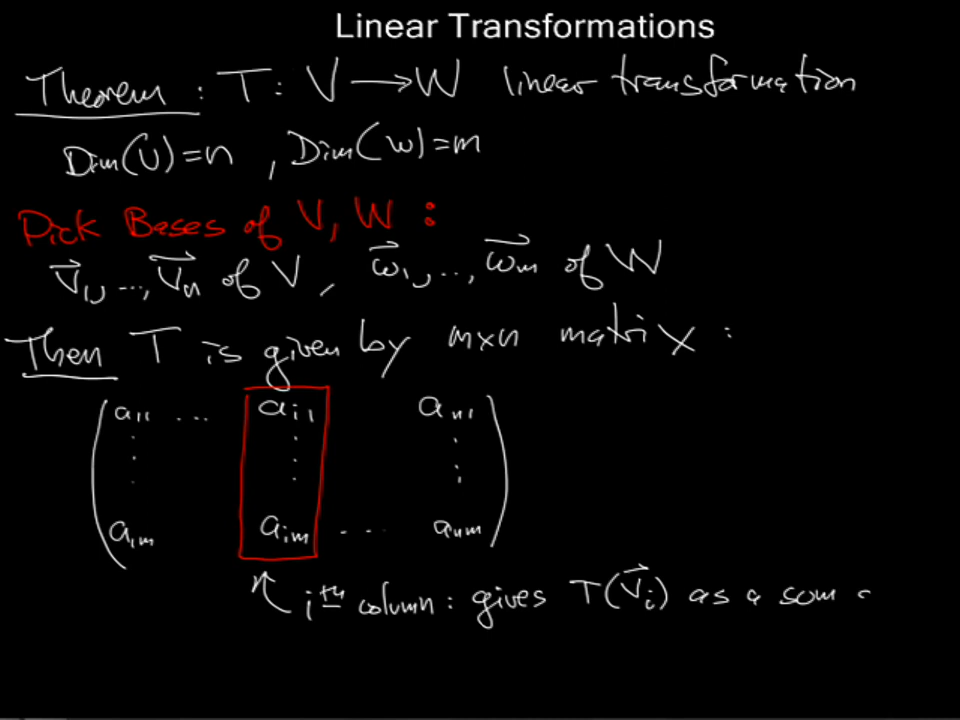 Linear Transformations
Theorem : T : V → W linear transformation
Dim(V) = n , Dim(W) = m
Pick Bases of V, W :
v⃗₁, ..., v⃗ₙ of V , w⃗₁, ..., w⃗ₘ of W
Then T is given by m×n matrix :
( a₁₁ ... aᵢ₁ aₙ₁ )
⋮ ⋮ ⋮
( a₁ₘ aᵢₘ ... aₙₘ )
↖ iᵗʰ column : gives T(v⃗ᵢ) as a sum